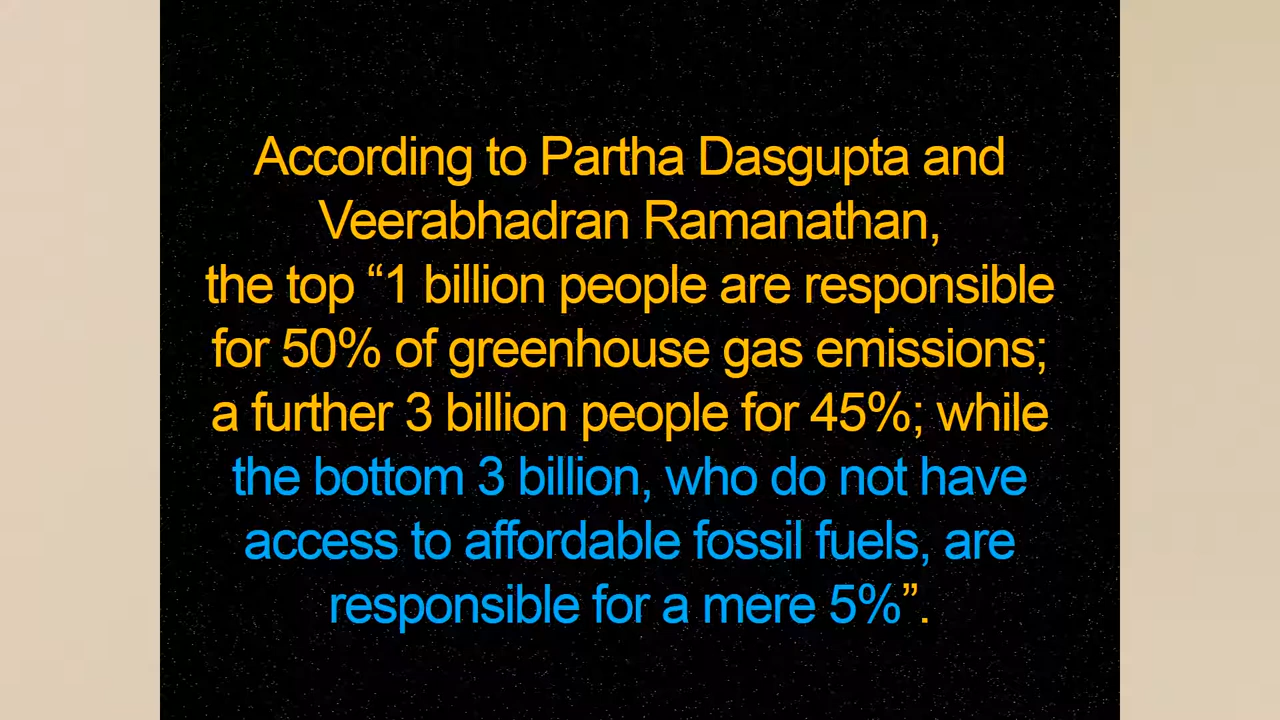 According to Partha Dasgupta and
Veerabhadran Ramanathan,
the top “1 billion people are responsible
for 50% of greenhouse gas emissions;
a further 3 billion people for 45%; while
the bottom 3 billion, who do not have
access to affordable fossil fuels, are
responsible for a mere 5%”.